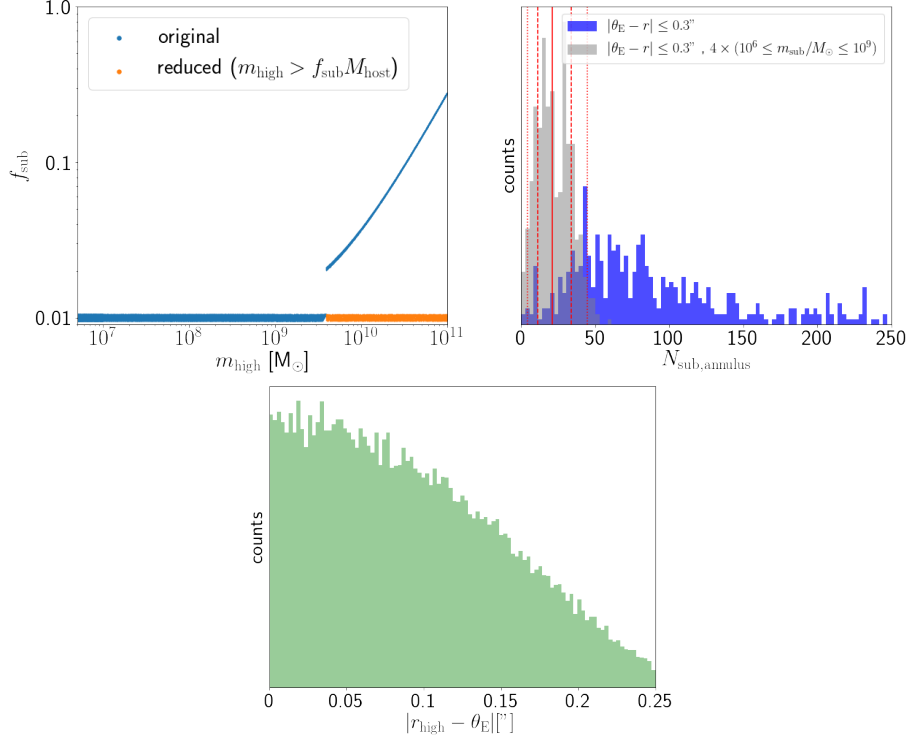 original
reduced (m_high > f_sub M_host)
1.0
0.1
0.01
f_sub
10^7
10^8
10^9
10^10
10^11
m_high [M_⊙]
|θ_E − r| ≤ 0.3”
|θ_E − r| ≤ 0.3” , 4 × (10^6 ≤ m_sub/M_⊙ ≤ 10^9)
counts
0
50
100
150
200
250
N_sub,annulus
counts
0
0.05
0.1
0.15
0.2
0.25
|r_high − θ_E|[”]